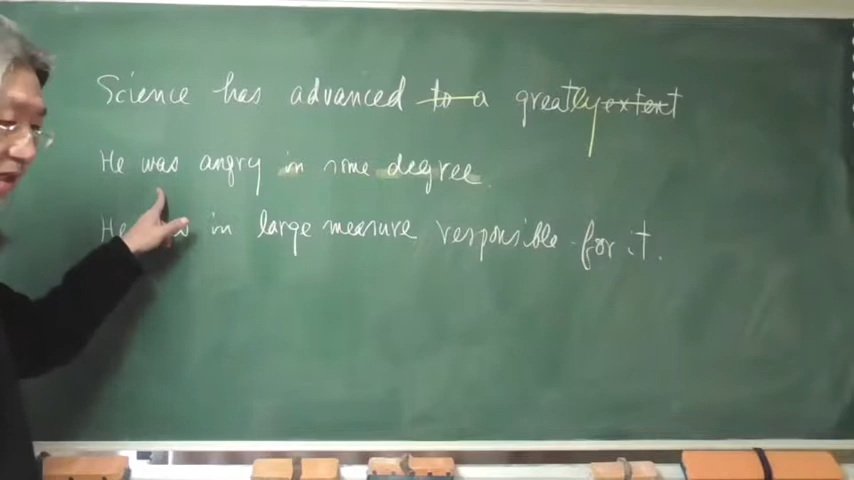 Science has advanced to a greatly extent
He was angry in some degree.
He in large measure responsible for it.